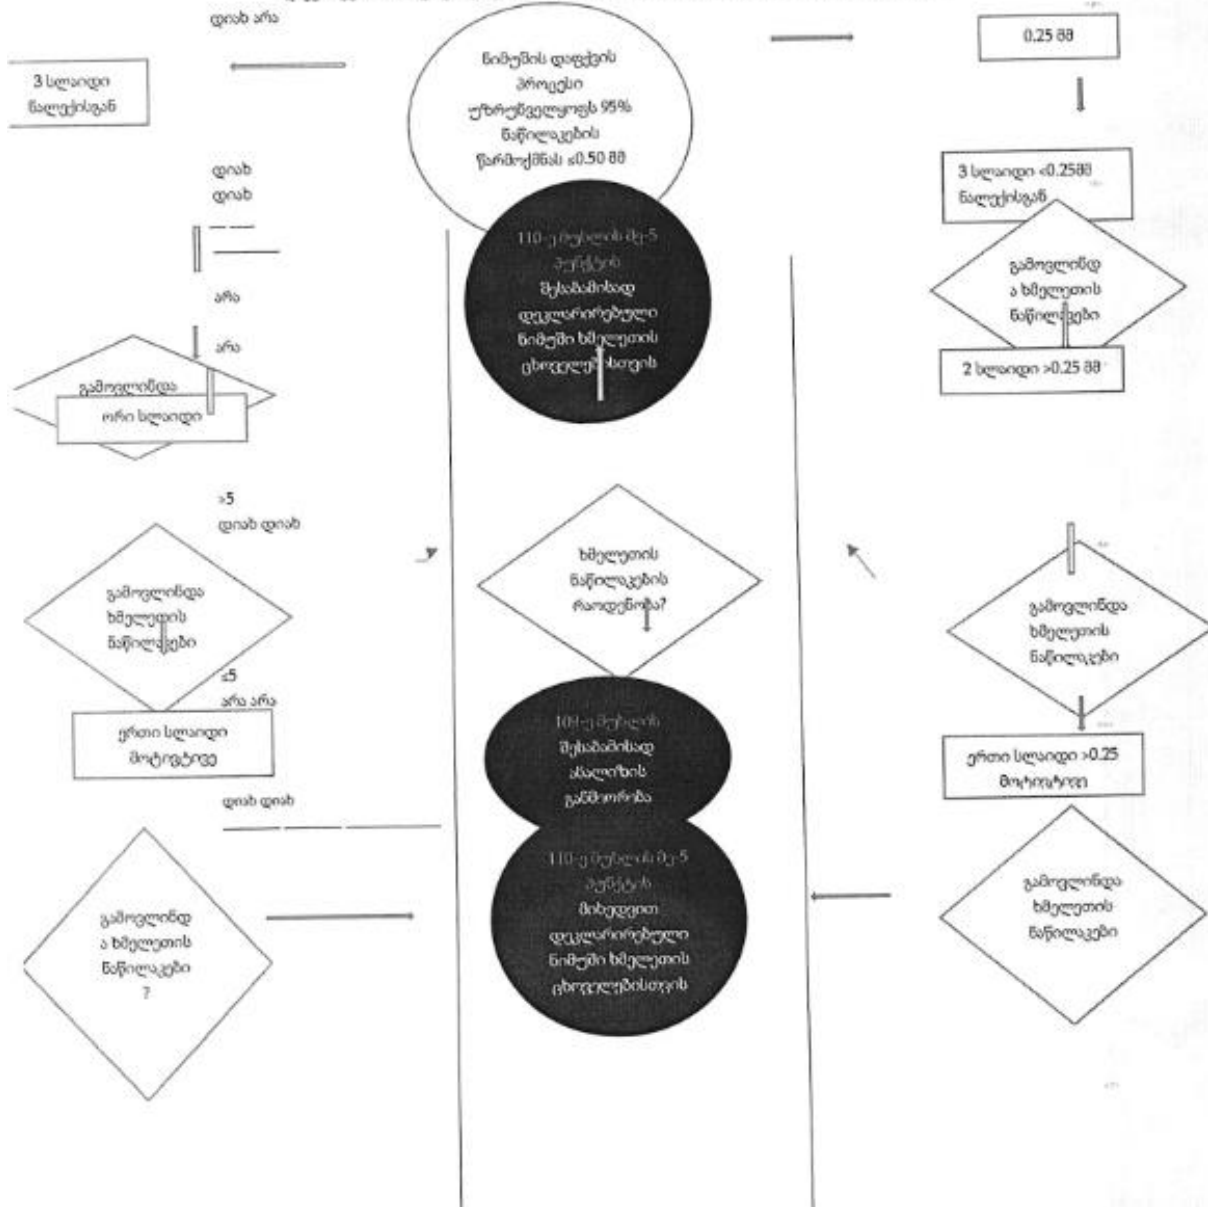 დიახ არა
3 სლაიდი
ნალექისგან
ნიმუშის დაფქვის
პროცესი
უზრუნველყოფს 95%
ნაწილაკების
წარმოქმნას ≤0.50 მმ
0.25 მმ
3 სლაიდი <0.25მმ
ნალექისგან
დიახ
დიახ
არა
არა
110-ე მუხლის მე-5
პუნქტის
შესაბამისად
დეკლარირებული
ნიმუში ხმელეთის
ცხოველებისთვის
გამოვლინდ
ა ხმელეთის
ნაწილაკები
2 სლაიდი >0.25 მმ
გამოვლინდა
ორი სლაიდი
>5
დიახ დიახ
გამოვლინდა
ხმელეთის
ნაწილაკები
≤5
არა არა
ერთი სლაიდი
მოტივტივე
ხმელეთის
ნაწილაკების
რაოდენობა?
გამოვლინდა
ხმელეთის
ნაწილაკები
ერთი სლაიდი >0.25
მოტივტივე
109-ე მუხლის
შესაბამისად
ანალიზის
განმეორება
დიახ დიახ
გამოვლინდ
ა ხმელეთის
ნაწილაკები
?
110-ე მუხლის მე-5
პუნქტის
მიხედვით
დეკლარირებული
ნიმუში ხმელეთის
ცხოველებისთვის
გამოვლინდა
ხმელეთის
ნაწილაკები